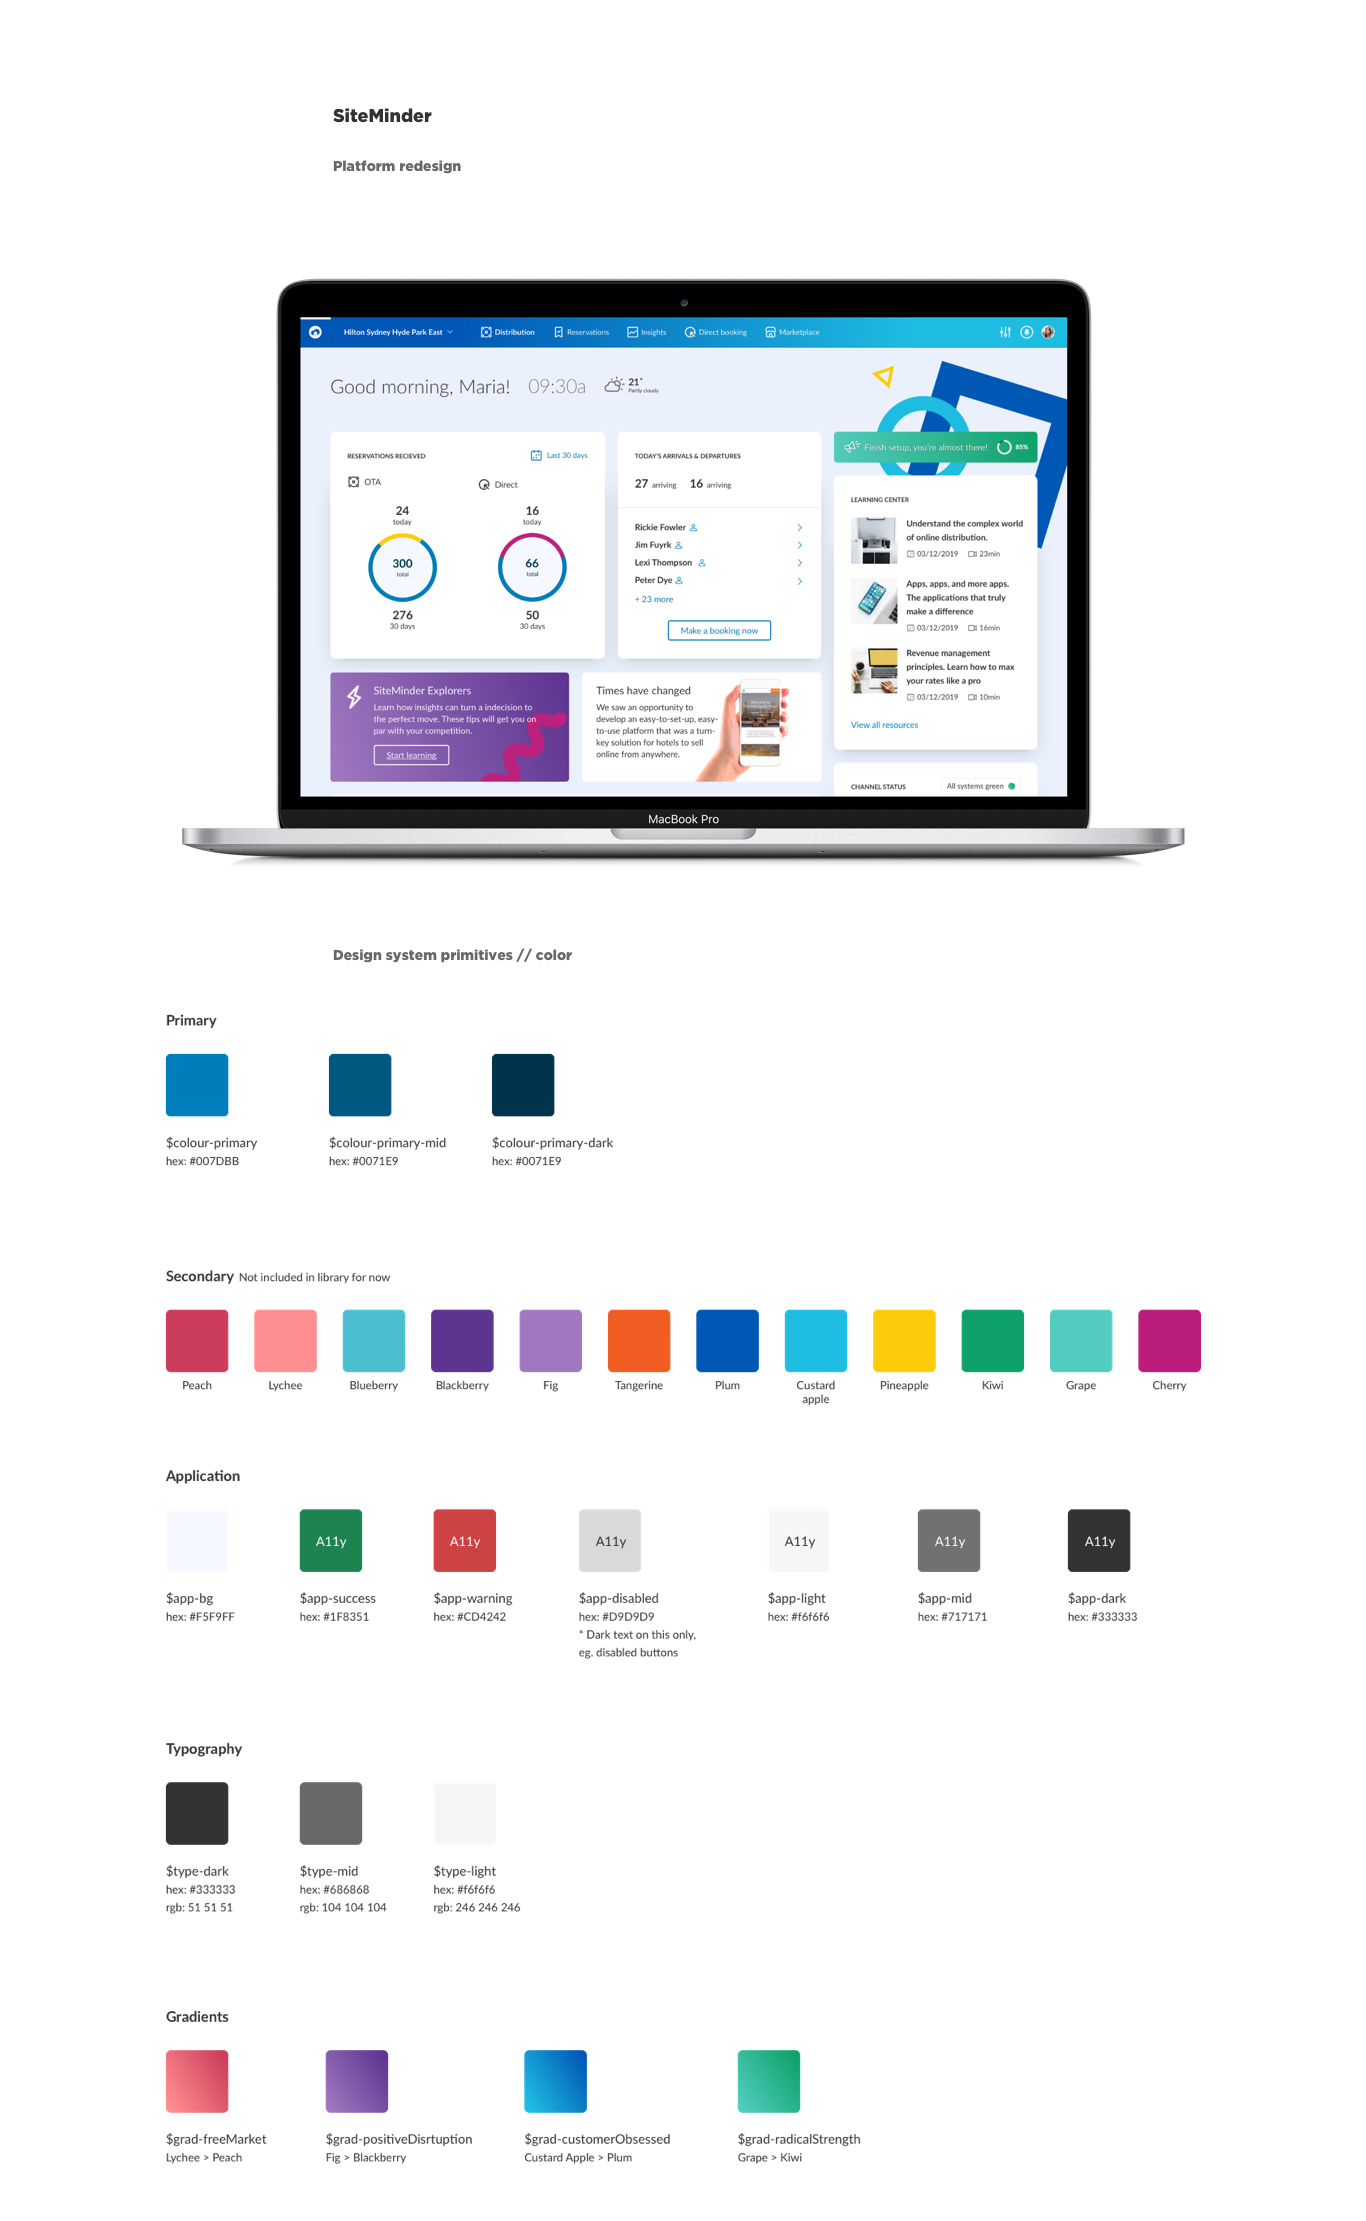 SiteMinder
Platform redesign
Hilton Sydney Hyde Park East
Distribution
Reservations
Insights
Direct booking
Marketplace
Good morning, Maria!
09:30a
21°
Partly cloudy
RESERVATIONS RECIEVED
Last 30 days
OTA
Direct
24
today
300
total
276
30 days
16
today
66
total
50
30 days
TODAY'S ARRIVALS & DEPARTURES
27 arriving
16 arriving
Rickie Fowler
Jim Fuyrk
Lexi Thompson
Peter Dye
+ 23 more
Make a booking now
Finish setup, you're almost there!
85%
LEARNING CENTER
Understand the complex world
of online distribution.
03/12/2019 23min
Apps, apps, and more apps.
The applications that truly
make a difference
03/12/2019 16min
Revenue management
principles. Learn how to max
your rates like a pro
03/12/2019 10min
View all resources
SiteMinder Explorers
Learn how insights can turn a indecision to
the perfect move. These tips will get you on
par with your competition.
Start learning
Times have changed
We saw an opportunity to
develop an easy-to-set-up, easy-
to-use platform that was a turn-
key solution for hotels to sell
online from anywhere.
CHANNEL STATUS
All systems green
MacBook Pro
Design system primitives // color
Primary
$colour-primary
hex: #007DBB
$colour-primary-mid
hex: #0071E9
$colour-primary-dark
hex: #0071E9
Secondary Not included in library for now
Peach
Lychee
Blueberry
Blackberry
Fig
Tangerine
Plum
Custard
apple
Pineapple
Kiwi
Grape
Cherry
Application
$app-bg
hex: #F5F9FF
A11y
$app-success
hex: #1F8351
A11y
$app-warning
hex: #CD4242
A11y
$app-disabled
hex: #D9D9D9
* Dark text on this only,
eg. disabled buttons
A11y
$app-light
hex: #f6f6f6
A11y
$app-mid
hex: #717171
A11y
$app-dark
hex: #333333
Typography
$type-dark
hex: #333333
rgb: 51 51 51
$type-mid
hex: #686868
rgb: 104 104 104
$type-light
hex: #f6f6f6
rgb: 246 246 246
Gradients
$grad-freeMarket
Lychee > Peach
$grad-positiveDisrtuption
Fig > Blackberry
$grad-customerObsessed
Custard Apple > Plum
$grad-radicalStrength
Grape > Kiwi